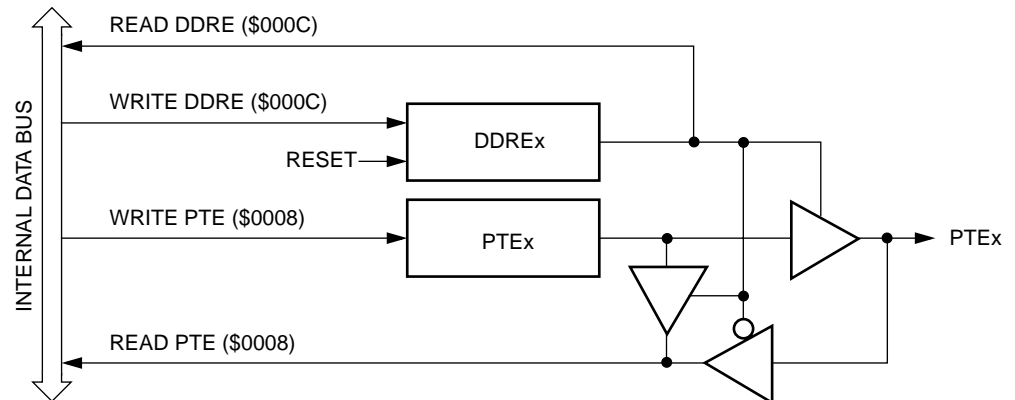 READ DDRE ($000C)
WRITE DDRE ($000C)
DDREx
RESET
WRITE PTE ($0008)
PTEx
PTEx
READ PTE ($0008)
INTERNAL DATA BUS